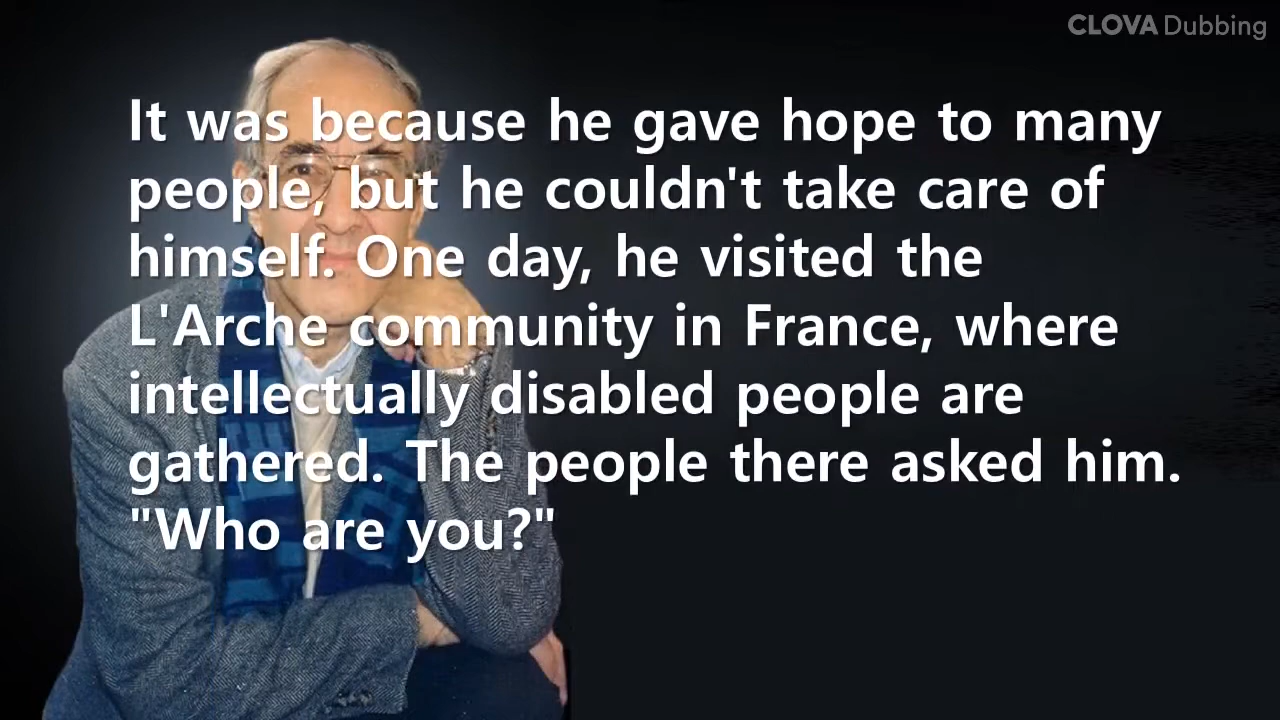 CLOVA Dubbing
It was because he gave hope to many
people, but he couldn't take care of
himself. One day, he visited the
L'Arche community in France, where
intellectually disabled people are
gathered. The people there asked him.
"Who are you?"